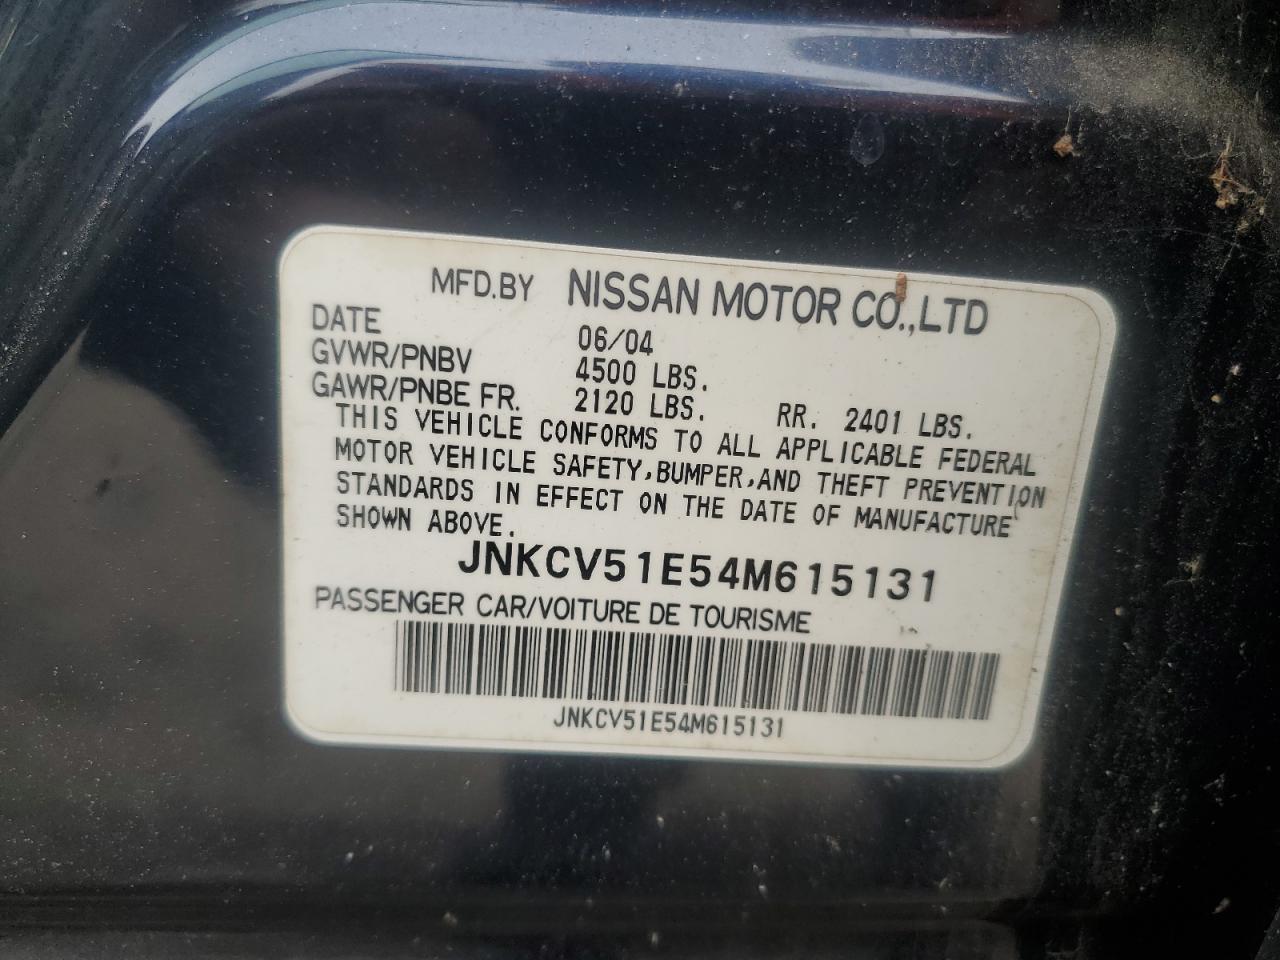 MFD.BY NISSAN MOTOR CO.,LTD
DATE 06/04
GVWR/PNBV 4500 LBS.
GAWR/PNBE FR. 2120 LBS. RR. 2401 LBS.
THIS VEHICLE CONFORMS TO ALL APPLICABLE FEDERAL
MOTOR VEHICLE SAFETY,BUMPER,AND THEFT PREVENTION
STANDARDS IN EFFECT ON THE DATE OF MANUFACTURE
SHOWN ABOVE.
JNKCV51E54M615131
PASSENGER CAR/VOITURE DE TOURISME
JNKCV51E54M615131